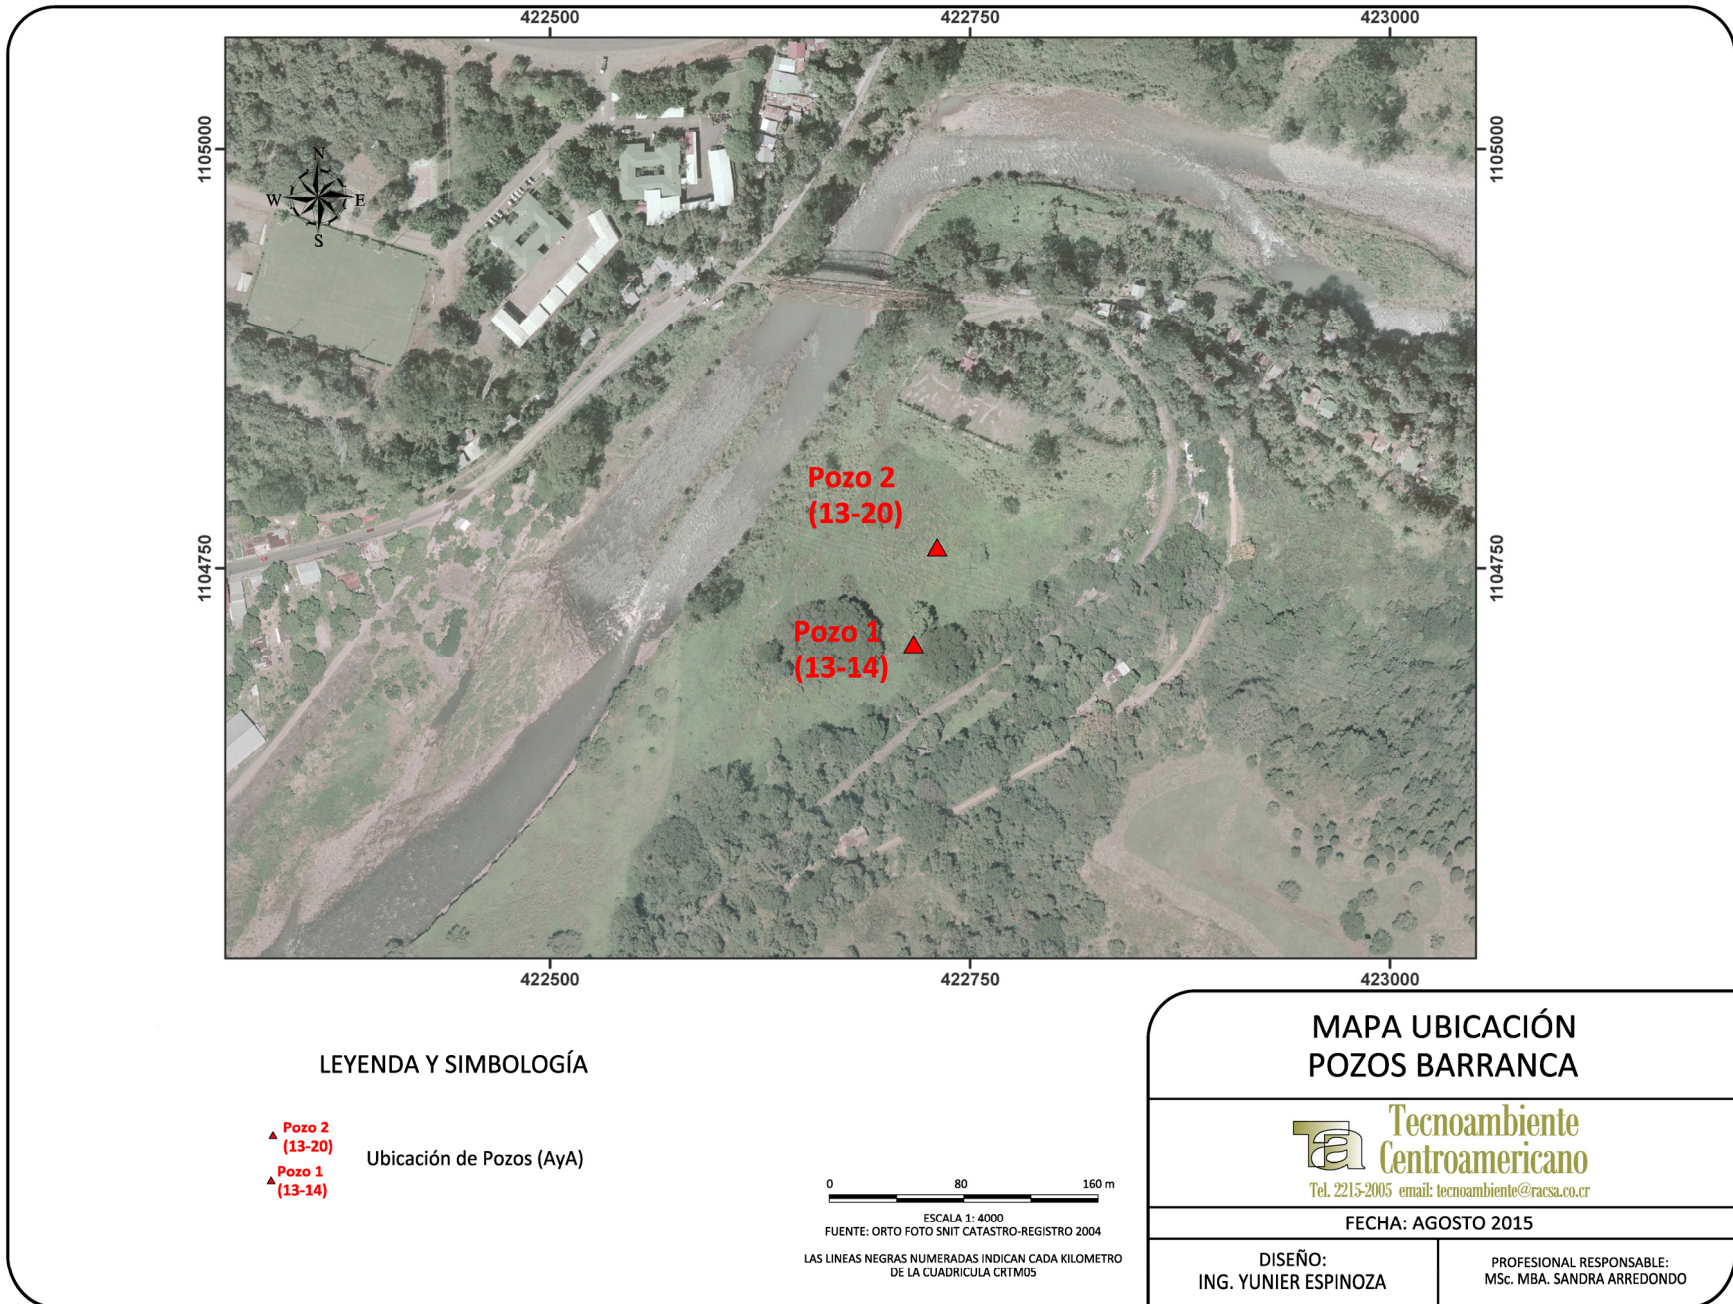 422500
422750
423000
1105000
1105000
N
W
E
S
Pozo 2
(13-20)
1104750
1104750
Pozo 1
(13-14)
422500
422750
423000
LEYENDA Y SIMBOLOGÍA
Pozo 2
(13-20)
Pozo 1
(13-14)
Ubicación de Pozos (AyA)
0 80 160 m
ESCALA 1: 4000
FUENTE: ORTO FOTO SNIT CATASTRO-REGISTRO 2004
LAS LINEAS NEGRAS NUMERADAS INDICAN CADA KILOMETRO
DE LA CUADRICULA CRTM05
MAPA UBICACIÓN
POZOS BARRANCA
Ta
Tecnoambiente
Centroamericano
Tel. 2215-2005 email: tecnoambiente@racsa.co.cr
FECHA: AGOSTO 2015
DISEÑO:
ING. YUNIER ESPINOZA
PROFESIONAL RESPONSABLE:
MSc. MBA. SANDRA ARREDONDO